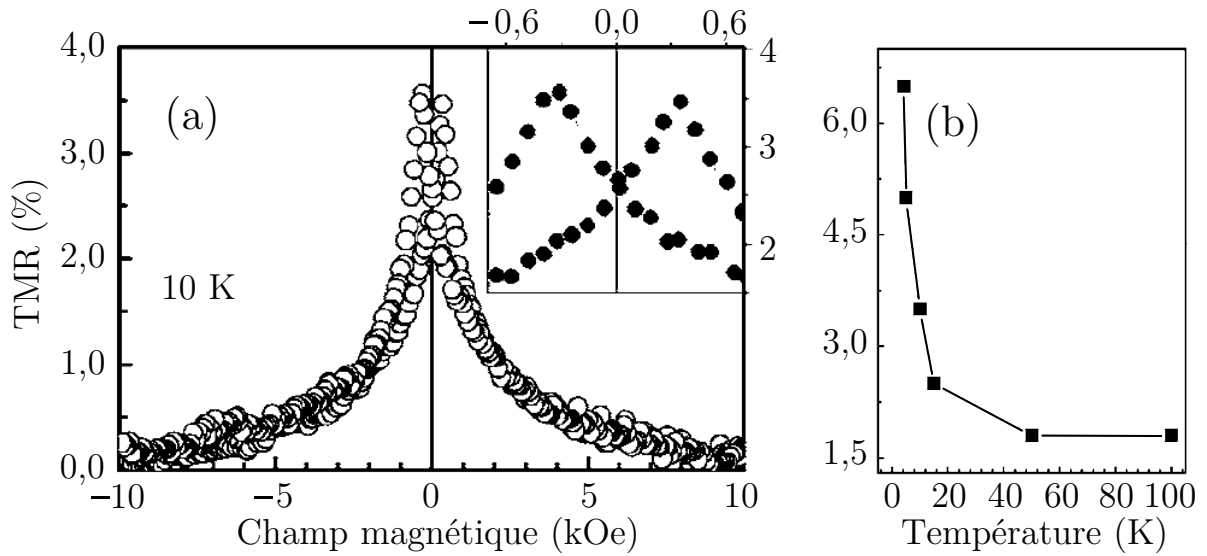 −0,6 0,0 0,6
4,0
3,0
2,0
1,0
0,0
TMR (%)
(a)
10 K
4
3
2
−10 −5 0 5 10
Champ magnétique (kOe)
(b)
6,0
4,5
3,0
1,5
0 20 40 60 80 100
Température (K)